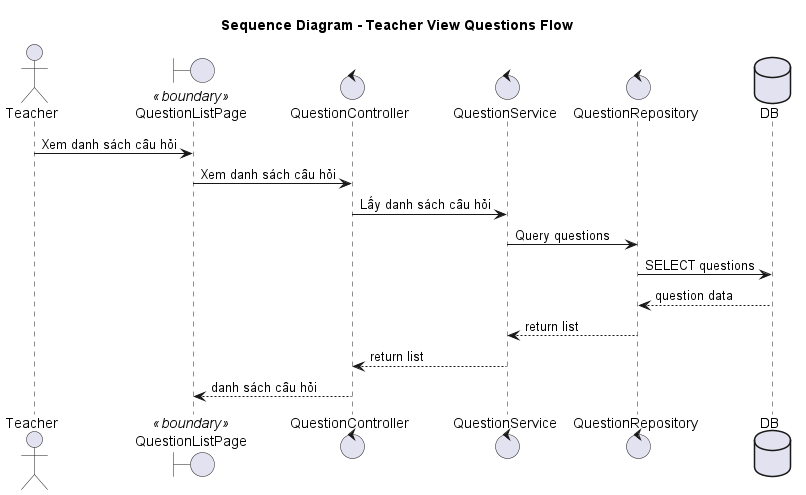 Sequence Diagram - Teacher View Questions Flow
Teacher
«boundary»
QuestionListPage
QuestionController
QuestionService
QuestionRepository
DB
Xem danh sách câu hỏi
Xem danh sách câu hỏi
Lấy danh sách câu hỏi
Query questions
SELECT questions
question data
return list
return list
danh sách câu hỏi
Teacher
«boundary»
QuestionListPage
QuestionController
QuestionService
QuestionRepository
DB